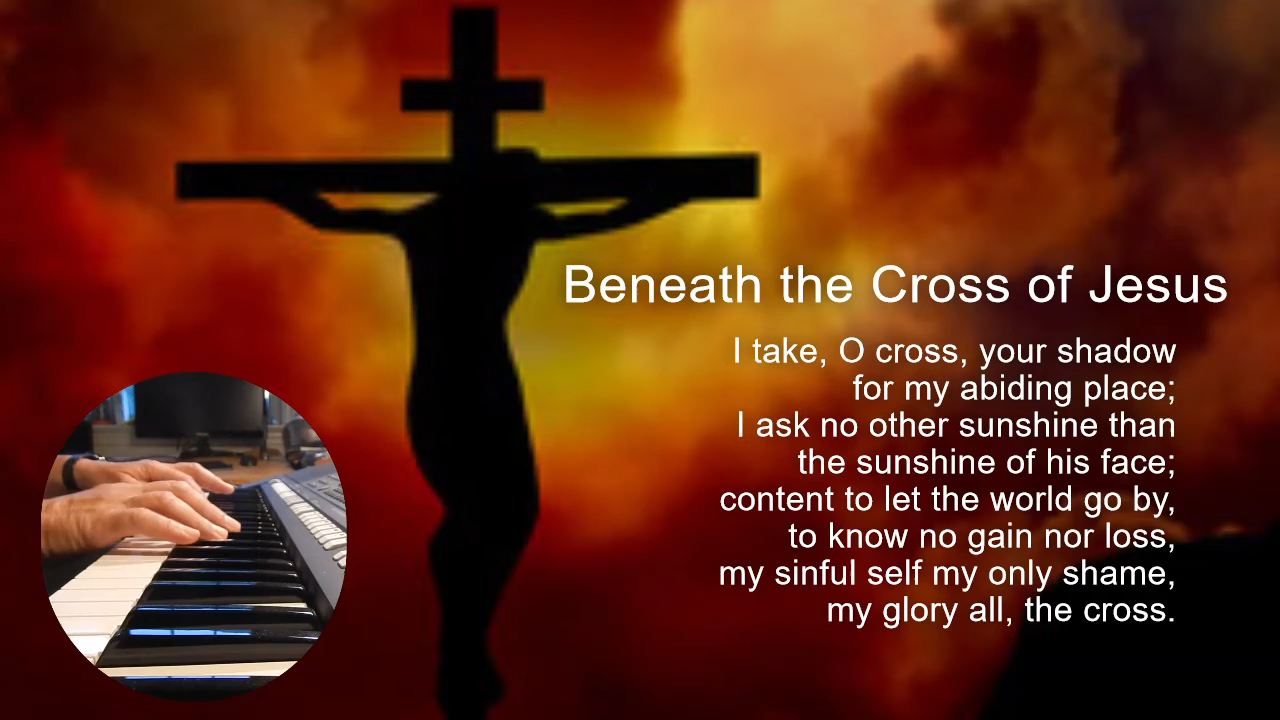 Beneath the Cross of Jesus
I take, O cross, your shadow
for my abiding place;
I ask no other sunshine than
the sunshine of his face;
content to let the world go by,
to know no gain nor loss,
my sinful self my only shame,
my glory all, the cross.